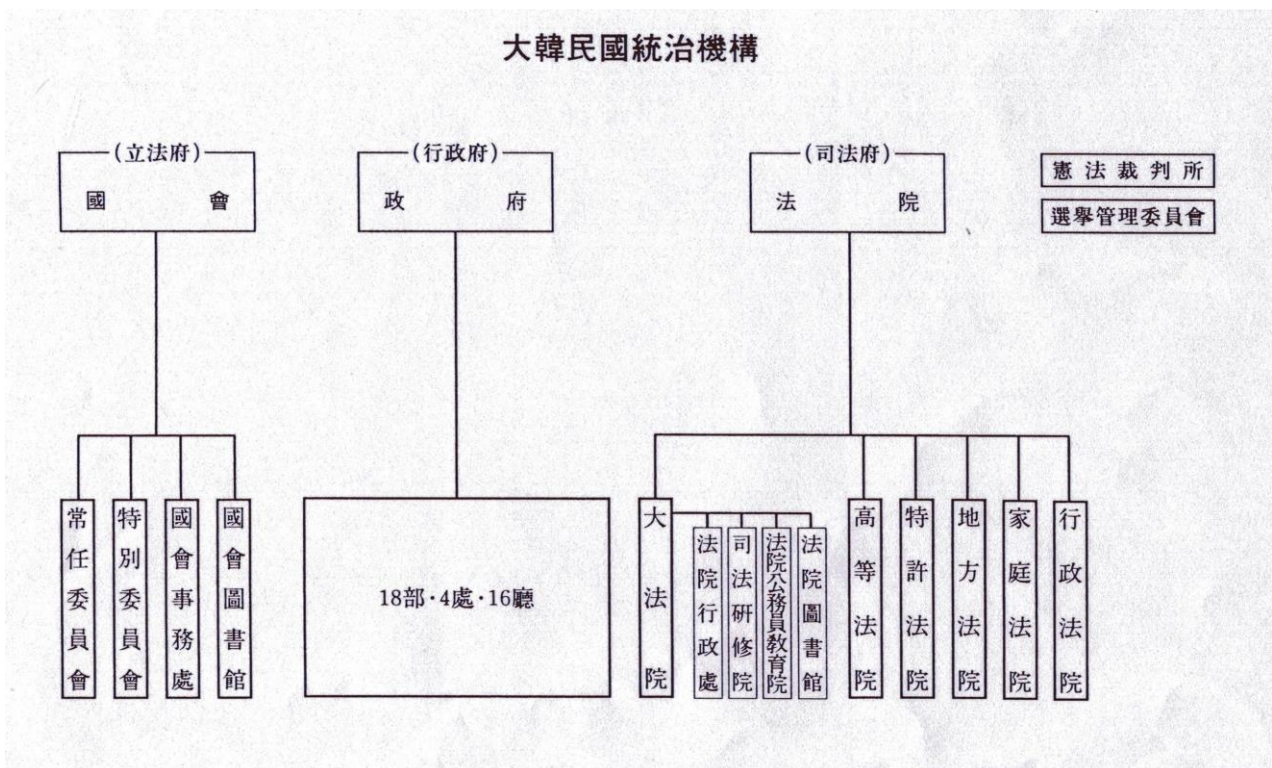 大韓民國統治機構
(立法府)
國會
(行政府)
政府
(司法府)
法院
憲法裁判所
選擧管理委員會
常任委員會
特別委員會
國會事務處
國會圖書館
18部·4處·16廳
大法院
法院行政處
司法硏修院
法院公務員敎育院
法院圖書館
高等法院
特許法院
地方法院
家庭法院
行政法院